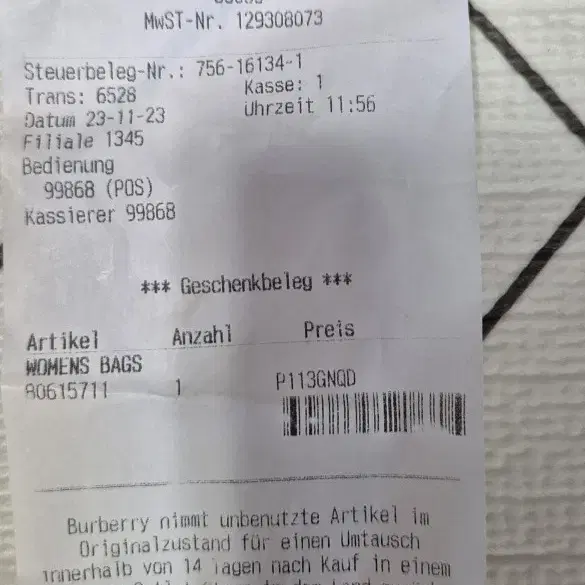 MwSt-Nr. 129308073
Steuerbeleg-Nr.: 756-16134-1
Trans: 6528 Kasse: 1
Datum 23-11-23 Uhrzeit 11:56
Filiale 1345
Bedienung
99868 (POS)
Kassierer 99868
*** Geschenkbeleg ***
Artikel Anzahl Preis
WOMENS BAGS
80615711 1 P113GNQD
Burberry nimmt unbenutzte Artikel im
Originalzustand für einen Umtausch
innerhalb von 14 Tagen nach Kauf in einem